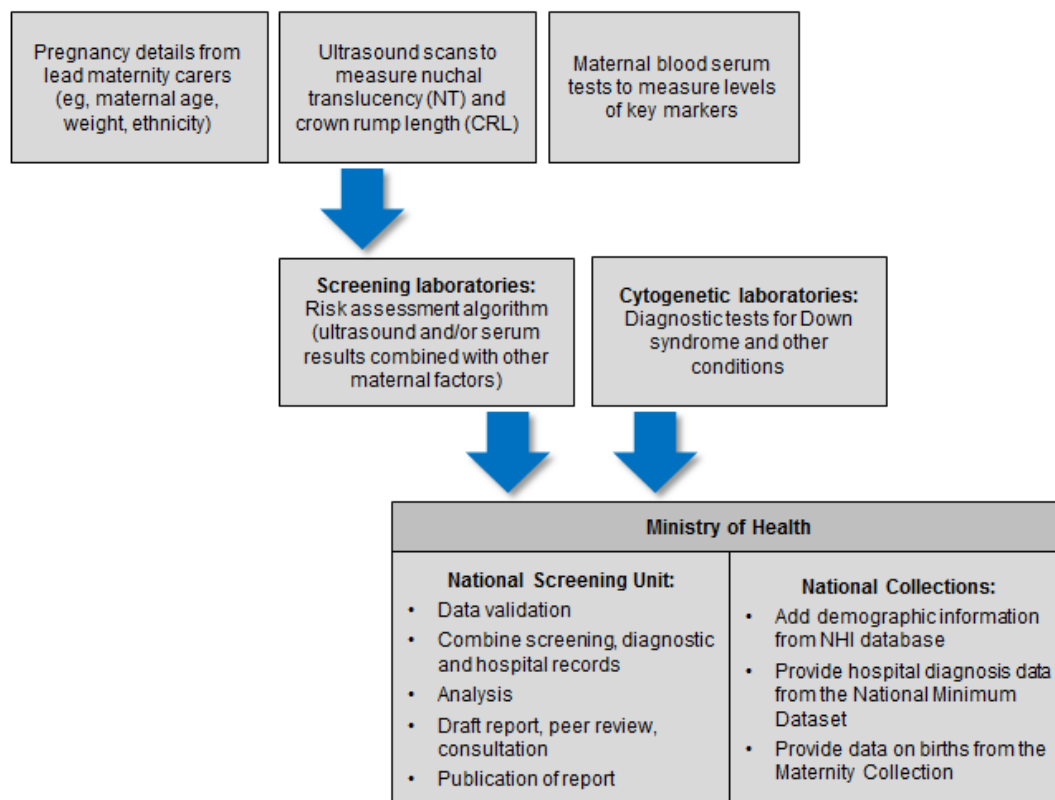 Pregnancy details from
lead maternity carers
(eg, maternal age,
weight, ethnicity)
Ultrasound scans to
measure nuchal
translucency (NT) and
crown rump length (CRL)
Maternal blood serum
tests to measure levels
of key markers
Screening laboratories:
Risk assessment algorithm
(ultrasound and/or serum
results combined with other
maternal factors)
Cytogenetic laboratories:
Diagnostic tests for Down
syndrome and other
conditions
Ministry of Health
National Screening Unit:
• Data validation
• Combine screening, diagnostic
and hospital records
• Analysis
• Draft report, peer review,
consultation
• Publication of report
National Collections:
• Add demographic information
from NHI database
• Provide hospital diagnosis data
from the National Minimum
Dataset
• Provide data on births from the
Maternity Collection